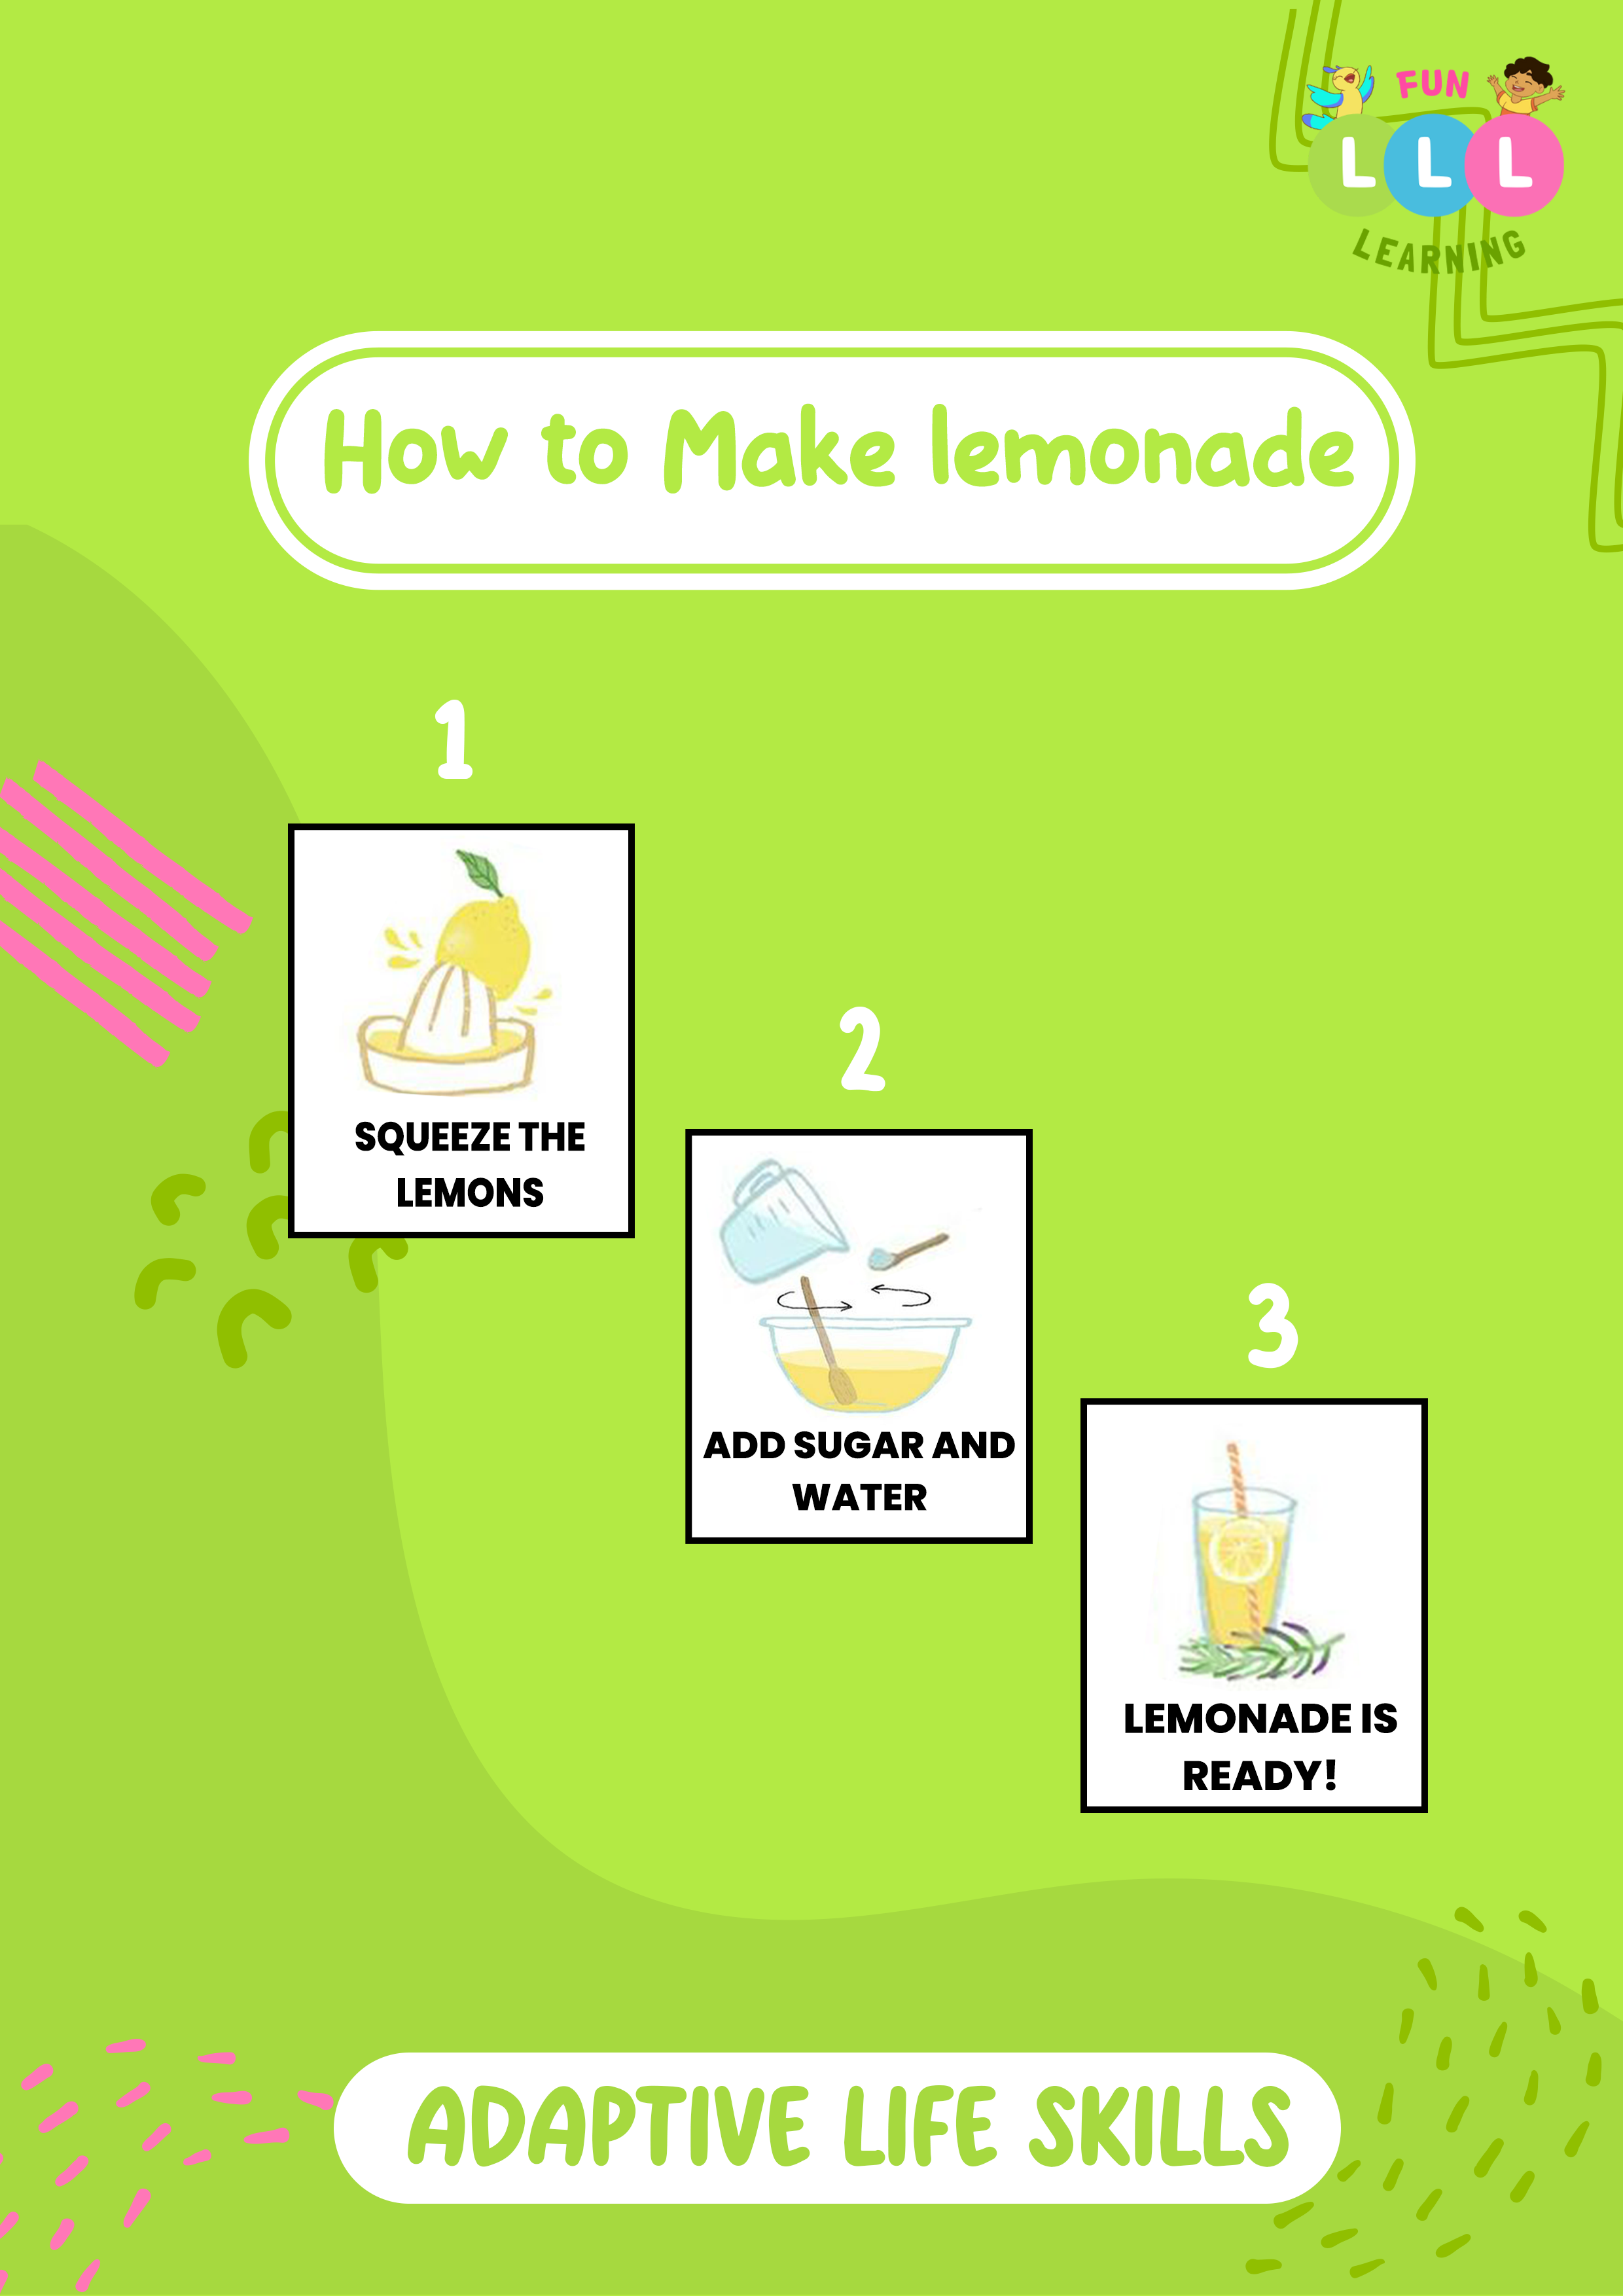 FUN
L L L
LEARNING
How to Make lemonade
1
SQUEEZE THE
LEMONS
2
ADD SUGAR AND
WATER
3
LEMONADE IS
READY!
ADAPTIVE LIFE SKILLS